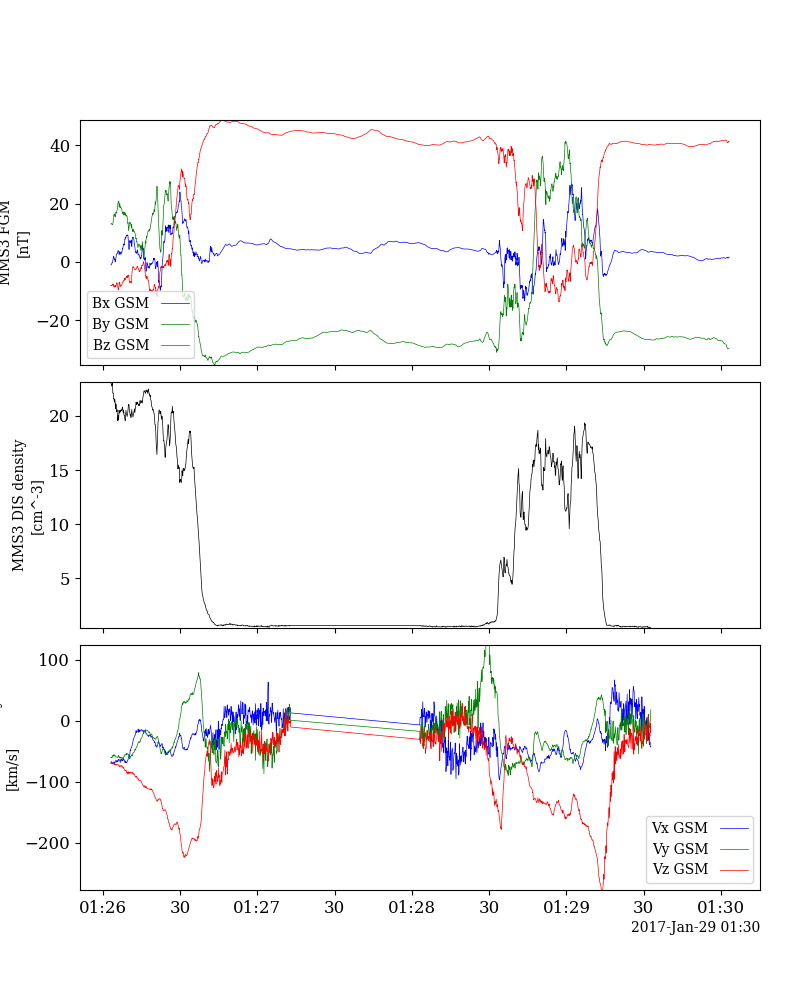 40
20
0
−20
MMS3 FGM
[nT]
Bx GSM
By GSM
Bz GSM
20
15
10
5
MMS3 DIS density
[cm^-3]
100
0
−100
−200
[km/s]
Vx GSM
Vy GSM
Vz GSM
01:26 30 01:27 30 01:28 30 01:29 30 01:30
2017-Jan-29 01:30